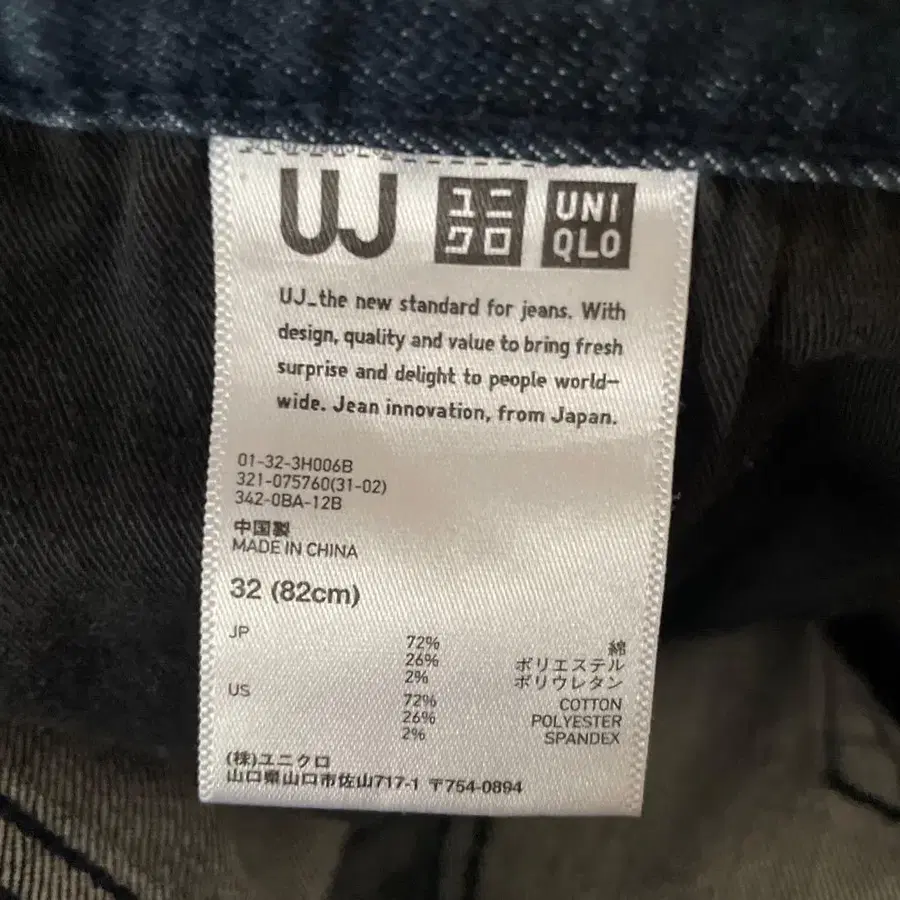 UJ
ユニ
クロ
UNI
QLO
UJ_the new standard for jeans. With
design, quality and value to bring fresh
surprise and delight to people world-
wide. Jean innovation, from Japan.
01-32-3H006B
321-075760(31-02)
342-0BA-12B
中国製
MADE IN CHINA
32 (82cm)
JP
72% 綿
26% ポリエステル
2% ポリウレタン
US
72% COTTON
26% POLYESTER
2% SPANDEX
(株)ユニクロ
山口県山口市佐山717-1 〒754-0894